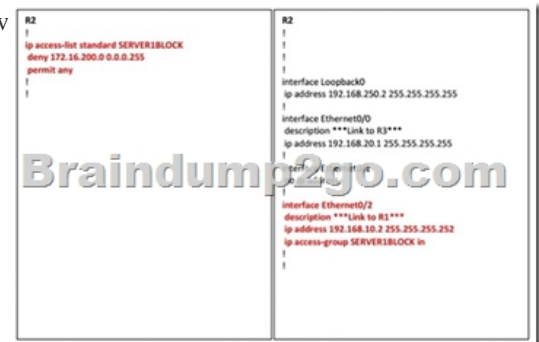 V
R2
!
ip access-list standard SERVER1BLOCK
deny 172.16.200.0 0.0.0.255
permit any
!
!
R2
!
!
!
!
interface Loopback0
ip address 192.168.250.2 255.255.255.255
!
interface Ethernet0/0
description ***Link to R3***
ip address 192.168.20.1 255.255.255.255
!
Braindump2go.com
!
interface Ethernet0/2
description ***Link to R1***
ip address 192.168.10.2 255.255.255.252
ip access-group SERVER1BLOCK in
!
!